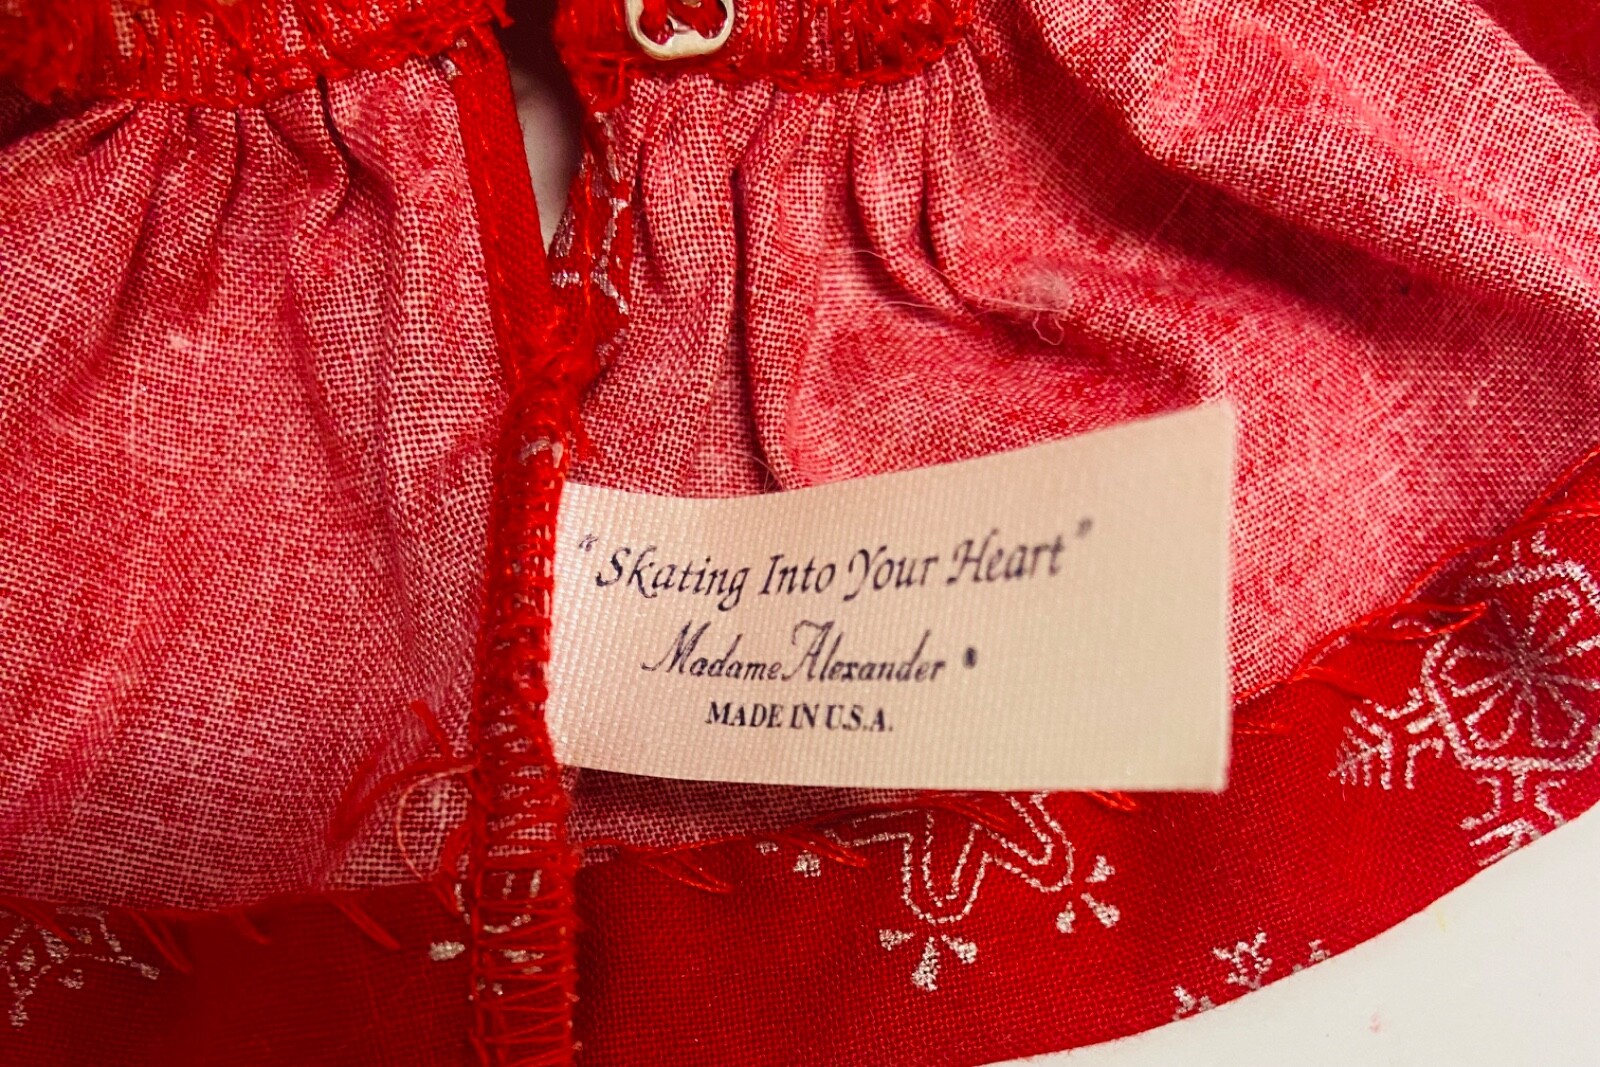 "Skating Into Your Heart"
Madame Alexander ®
MADE IN U.S.A.